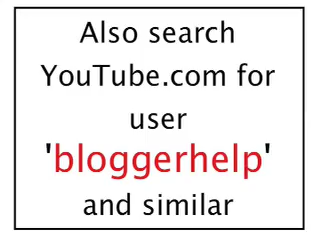 Also search
YouTube.com for
user
'bloggerhelp'
and similar